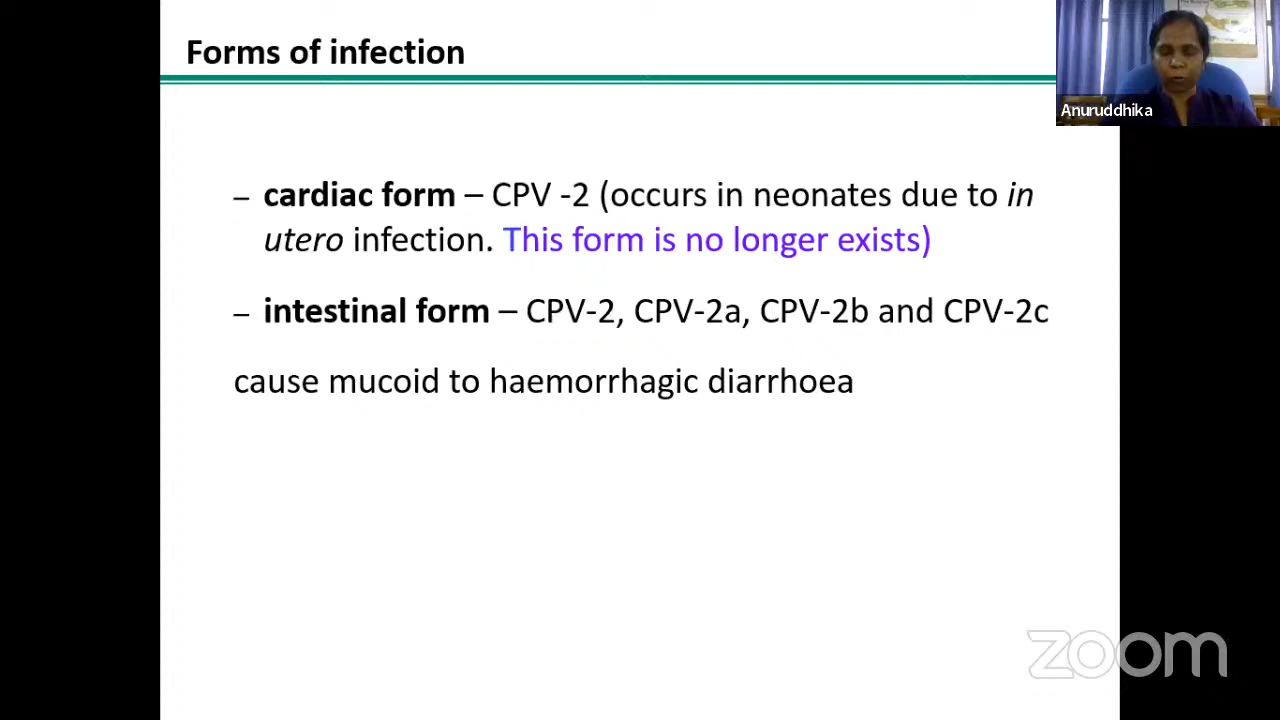 Forms of infection
Anuruddhika
– cardiac form – CPV -2 (occurs in neonates due to in
utero infection. This form is no longer exists)
– intestinal form – CPV-2, CPV-2a, CPV-2b and CPV-2c
cause mucoid to haemorrhagic diarrhoea
zoom